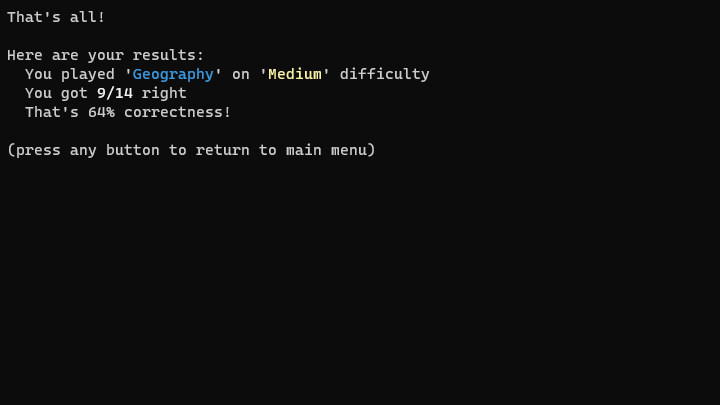 That's all!
Here are your results:
You played 'Geography' on 'Medium' difficulty
You got 9/14 right
That's 64% correctness!
(press any button to return to main menu)